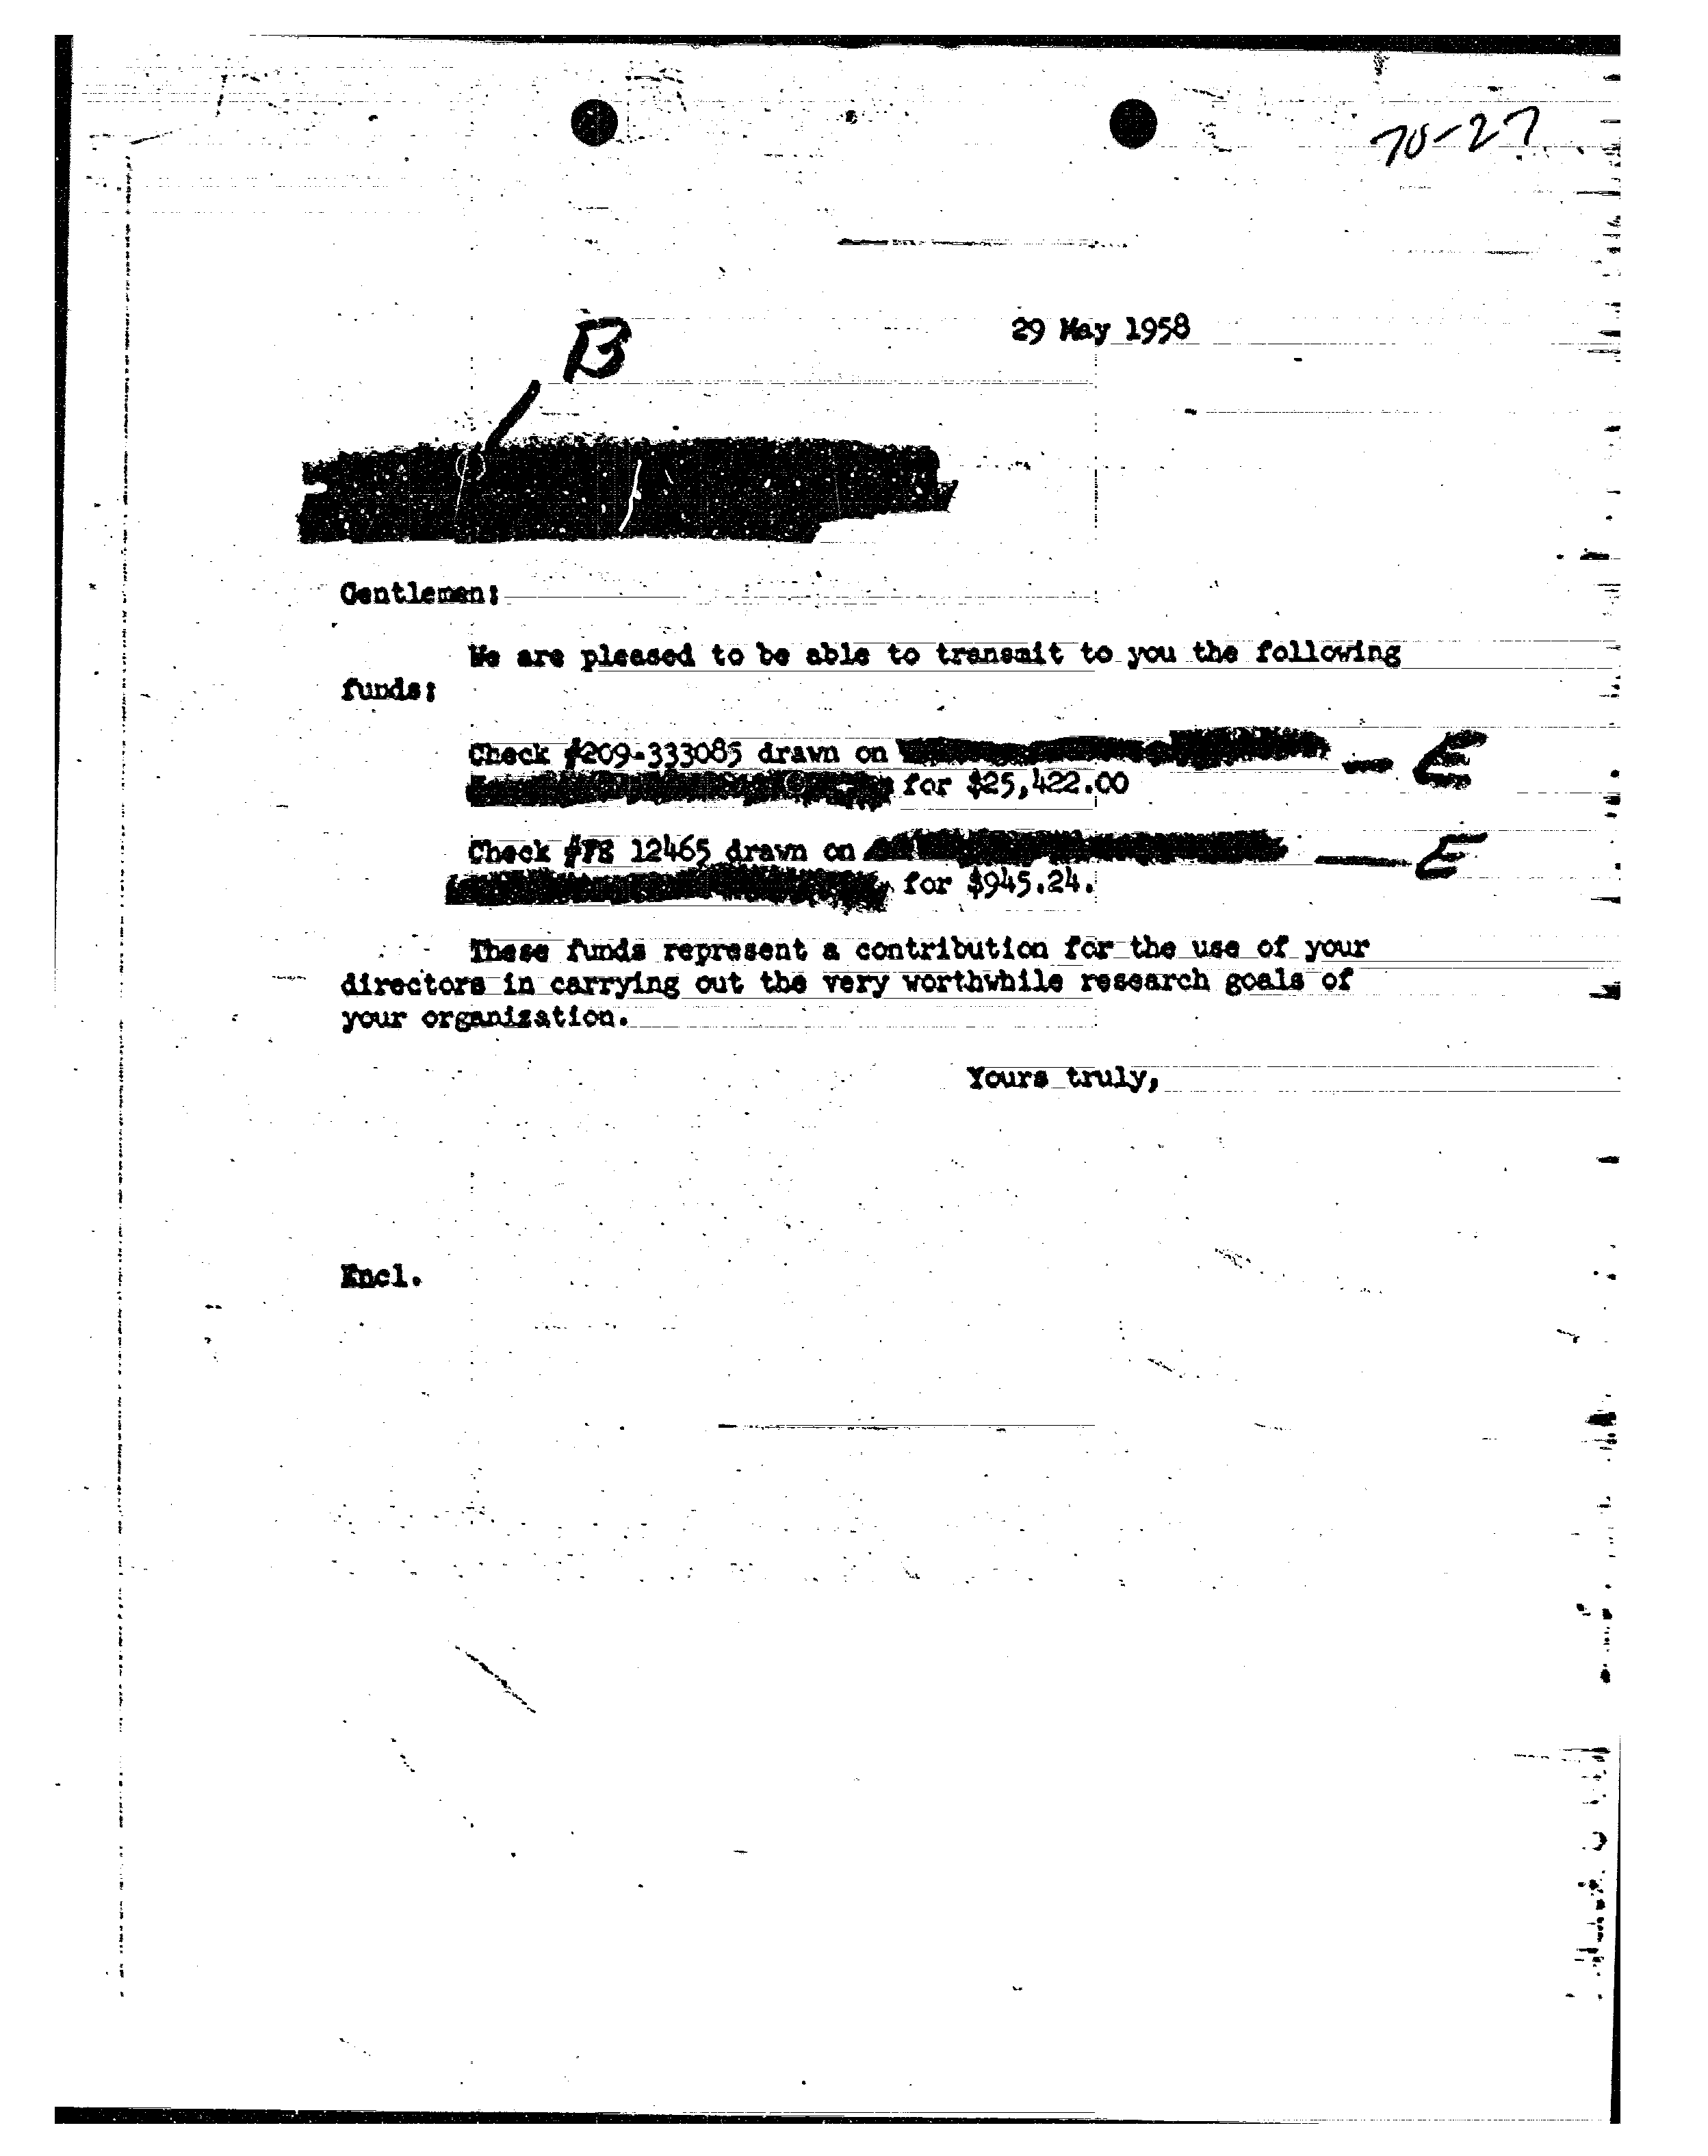 70-27
29 May 1958
B
Gentlemen:
We are pleased to be able to transmit to you the following
funds:
Check #209-333085 drawn on
E
for $25,422.00
Check # 12465 drawn on
E
for $945.24.
These funds represent a contribution for the use of your
directors in carrying out the very worthwhile research goals of
your organization.
Yours truly,
Encl.